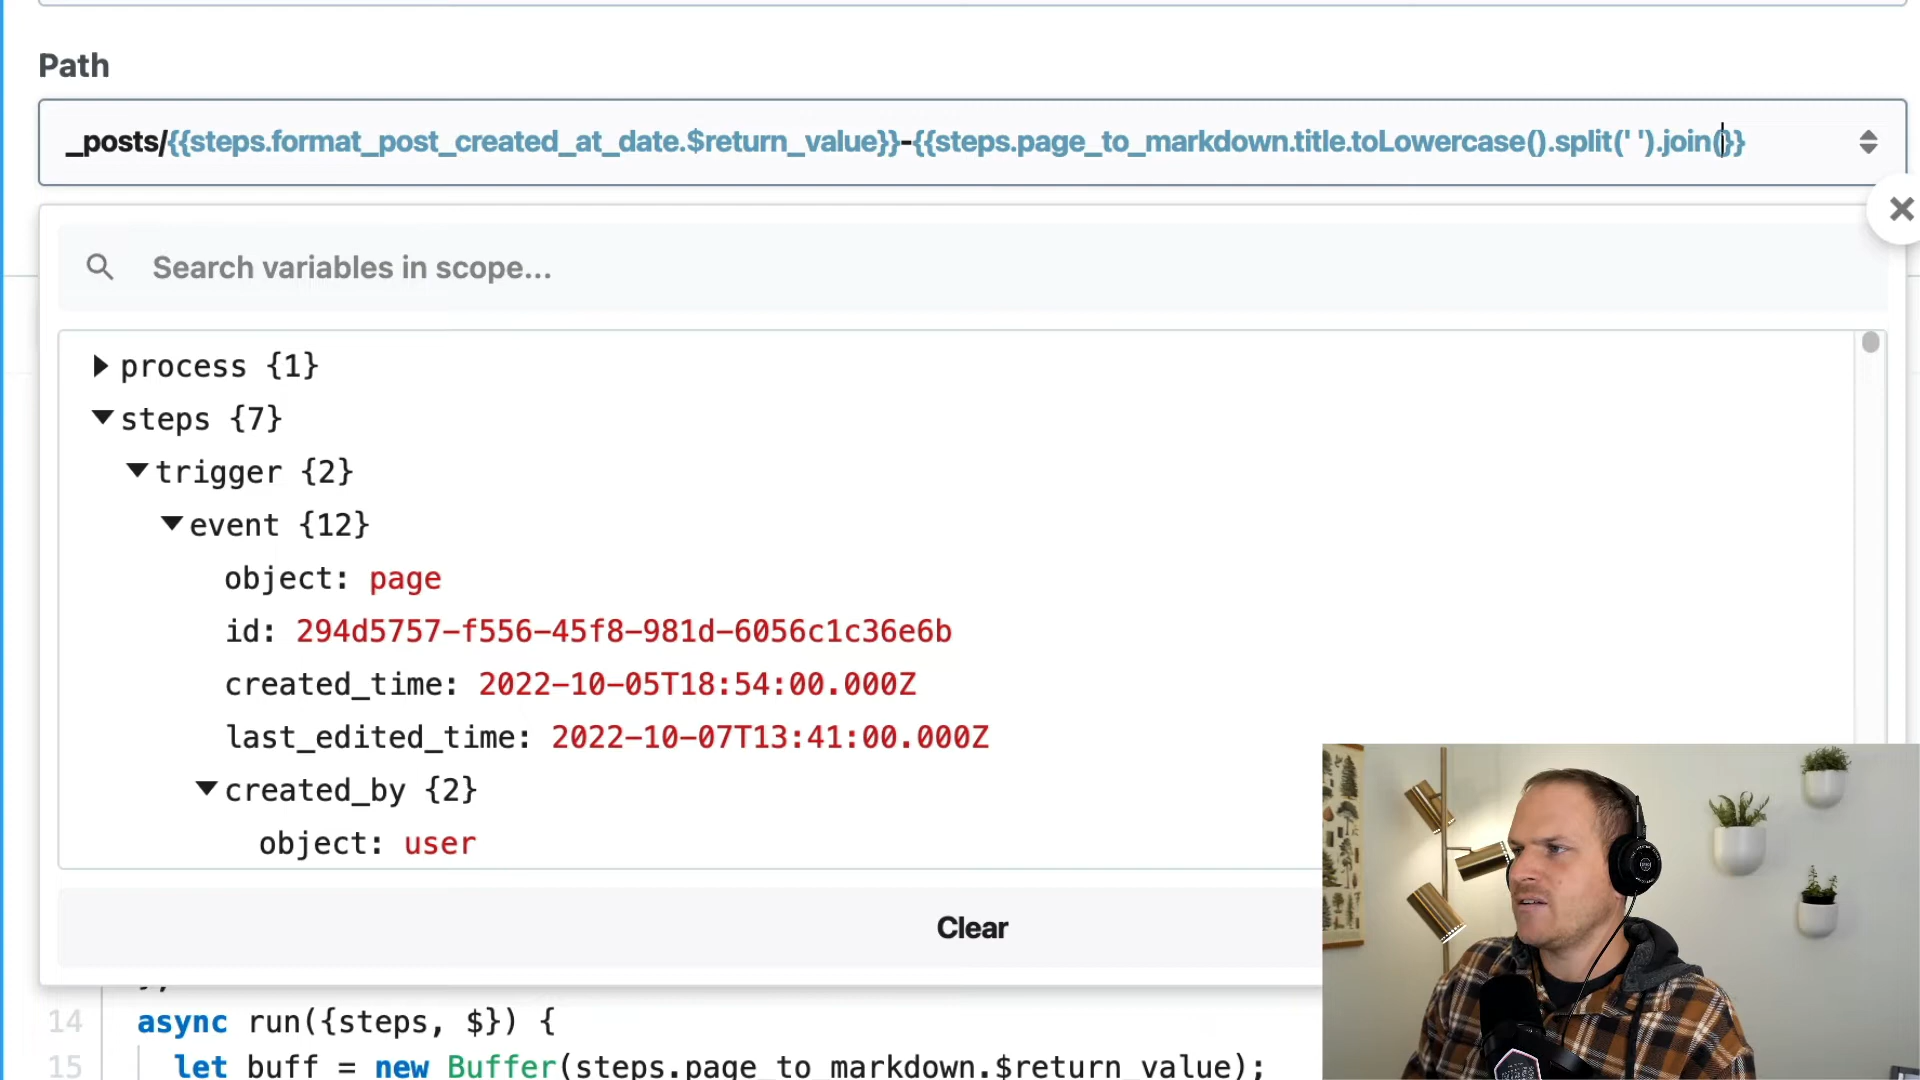 Path
_posts/{{steps.format_post_created_at_date.$return_value}}-{{steps.page_to_markdown.title.toLowercase().split(' ').join(}}
Search variables in scope...
process {1}
steps {7}
trigger {2}
event {12}
object: page
id: 294d5757-f556-45f8-981d-6056c1c36e6b
created_time: 2022-10-05T18:54:00.000Z
last_edited_time: 2022-10-07T13:41:00.000Z
created_by {2}
object: user
Clear
14 async run({steps, $}) {
15 let buff = new Buffer(steps.page_to_markdown.$return_value);